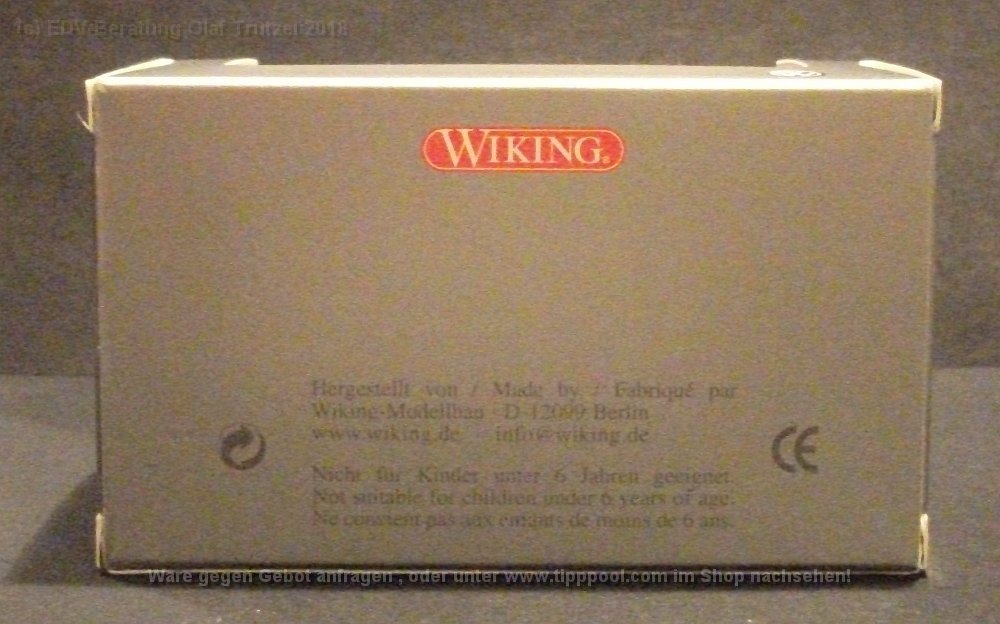 (c) EDV-Beratung Olaf Trutzel 2018
WIKING®
Hergestellt von / Made by / Fabriqué par
Wiking-Modellbau · D-12099 Berlin
www.wiking.de · info@wiking.de
CE
Nicht für Kinder unter 6 Jahren geeignet.
Not suitable for children under 6 years of age.
Ne convient pas aux enfants de moins de 6 ans.
Ware gegen Gebot anfragen , oder unter www.tipppool.com im Shop nachsehen!